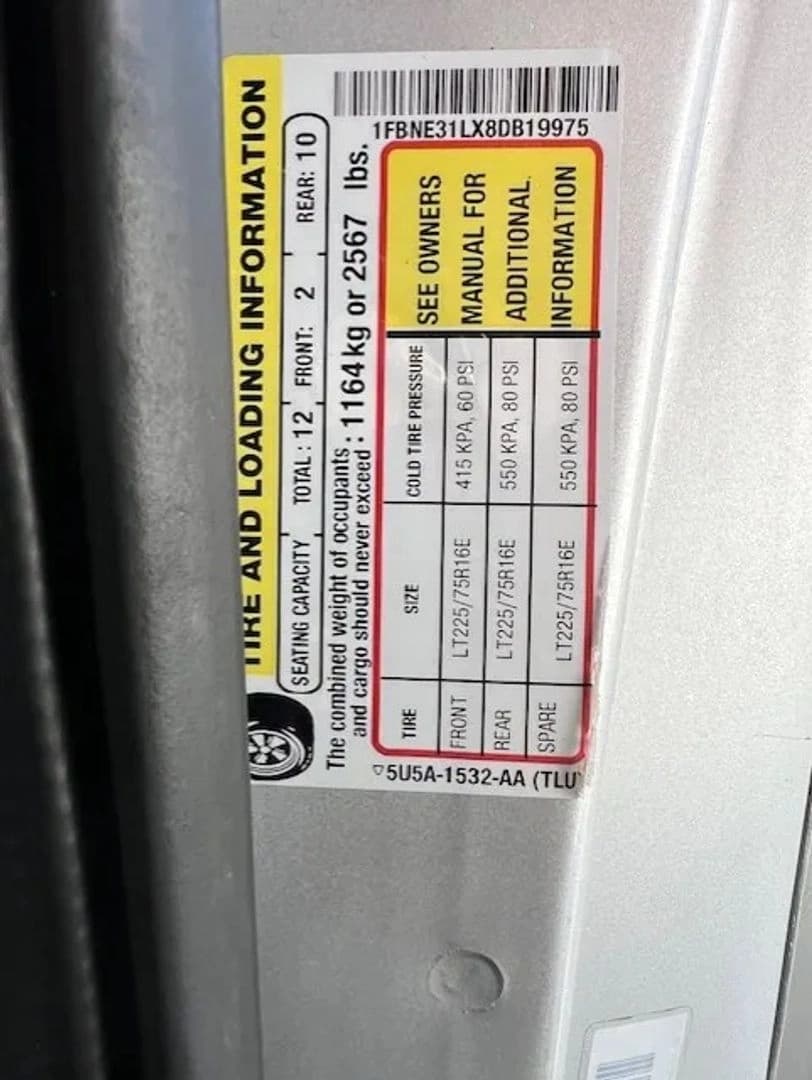 TIRE AND LOADING INFORMATION
SEATING CAPACITY TOTAL: 12 FRONT: 2 REAR: 10
The combined weight of occupants
and cargo should never exceed : 1164 kg or 2567 lbs.
TIRE SIZE COLD TIRE PRESSURE
FRONT LT225/75R16E 415 KPA, 60 PSI
REAR LT225/75R16E 550 KPA, 80 PSI
SPARE LT225/75R16E 550 KPA, 80 PSI
SEE OWNERS
MANUAL FOR
ADDITIONAL
INFORMATION
5U5A-1532-AA (TLU)
1FBNE31LX8DB19975